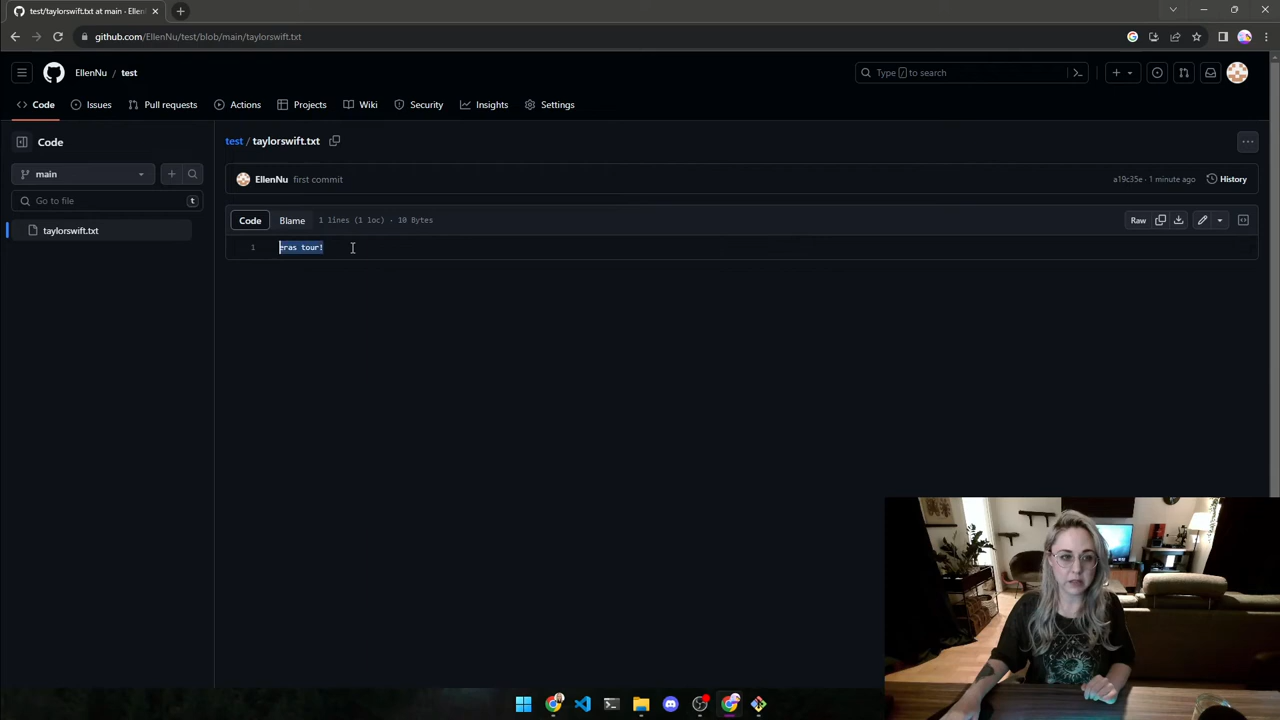 test/taylorswift.txt at main · Ellen
github.com/EllenNu/test/blob/main/taylorswift.txt
EllenNu / test
Type / to search
Code Issues Pull requests Actions Projects Wiki Security Insights Settings
Code
test / taylorswift.txt
main
EllenNu first commit
a19c35e · 1 minute ago History
Go to file t
Code Blame 1 lines (1 loc) · 10 Bytes
Raw
taylorswift.txt
1 eras tour!